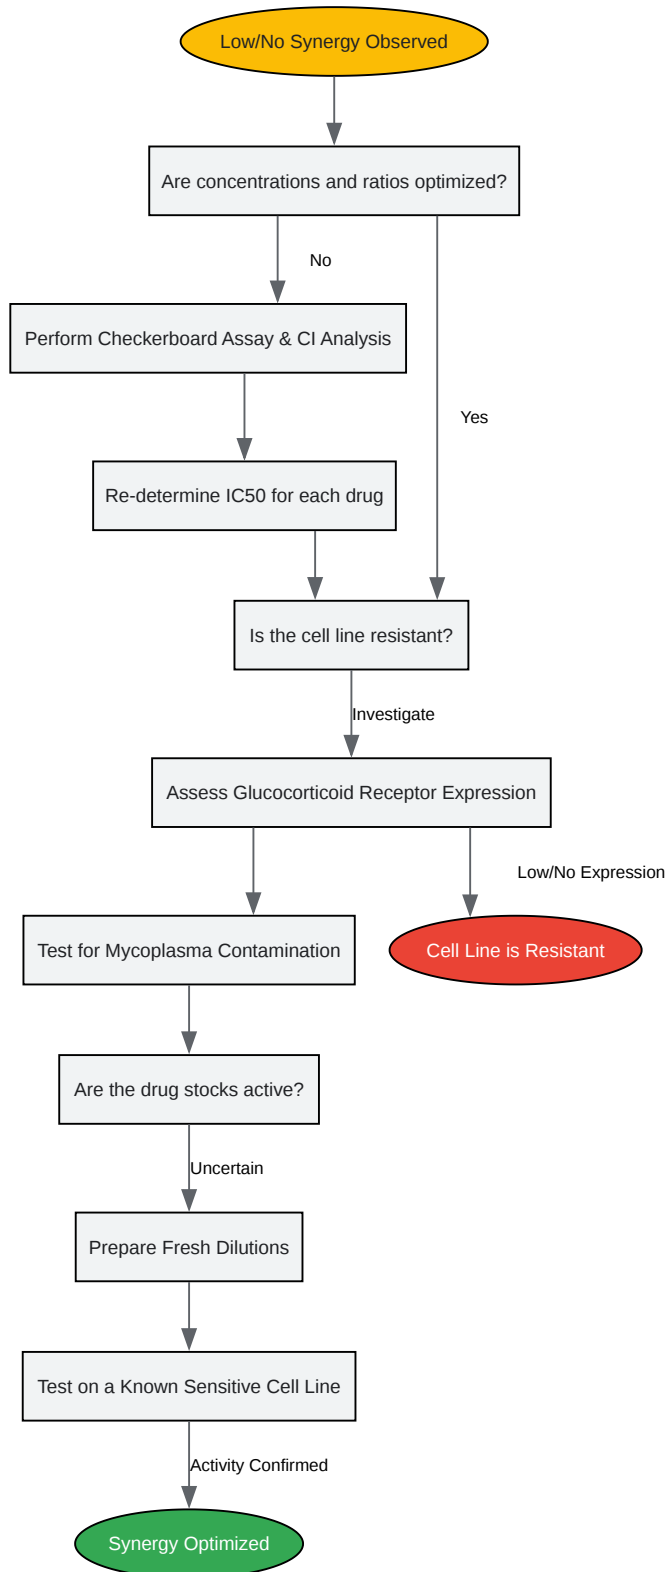 Low/No Synergy Observed
Are concentrations and ratios optimized?
No
Perform Checkerboard Assay & CI Analysis
Yes
Re-determine IC50 for each drug
Is the cell line resistant?
Investigate
Assess Glucocorticoid Receptor Expression
Low/No Expression
Test for Mycoplasma Contamination
Cell Line is Resistant
Are the drug stocks active?
Uncertain
Prepare Fresh Dilutions
Test on a Known Sensitive Cell Line
Activity Confirmed
Synergy Optimized